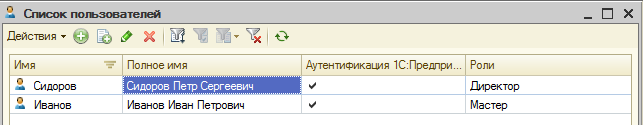 Список пользователей
Действия
Имя Полное имя Аутентификация 1С:Предпри... Роли
Сидоров Сидоров Петр Сергеевич Директор
Иванов Иванов Иван Петрович Мастер